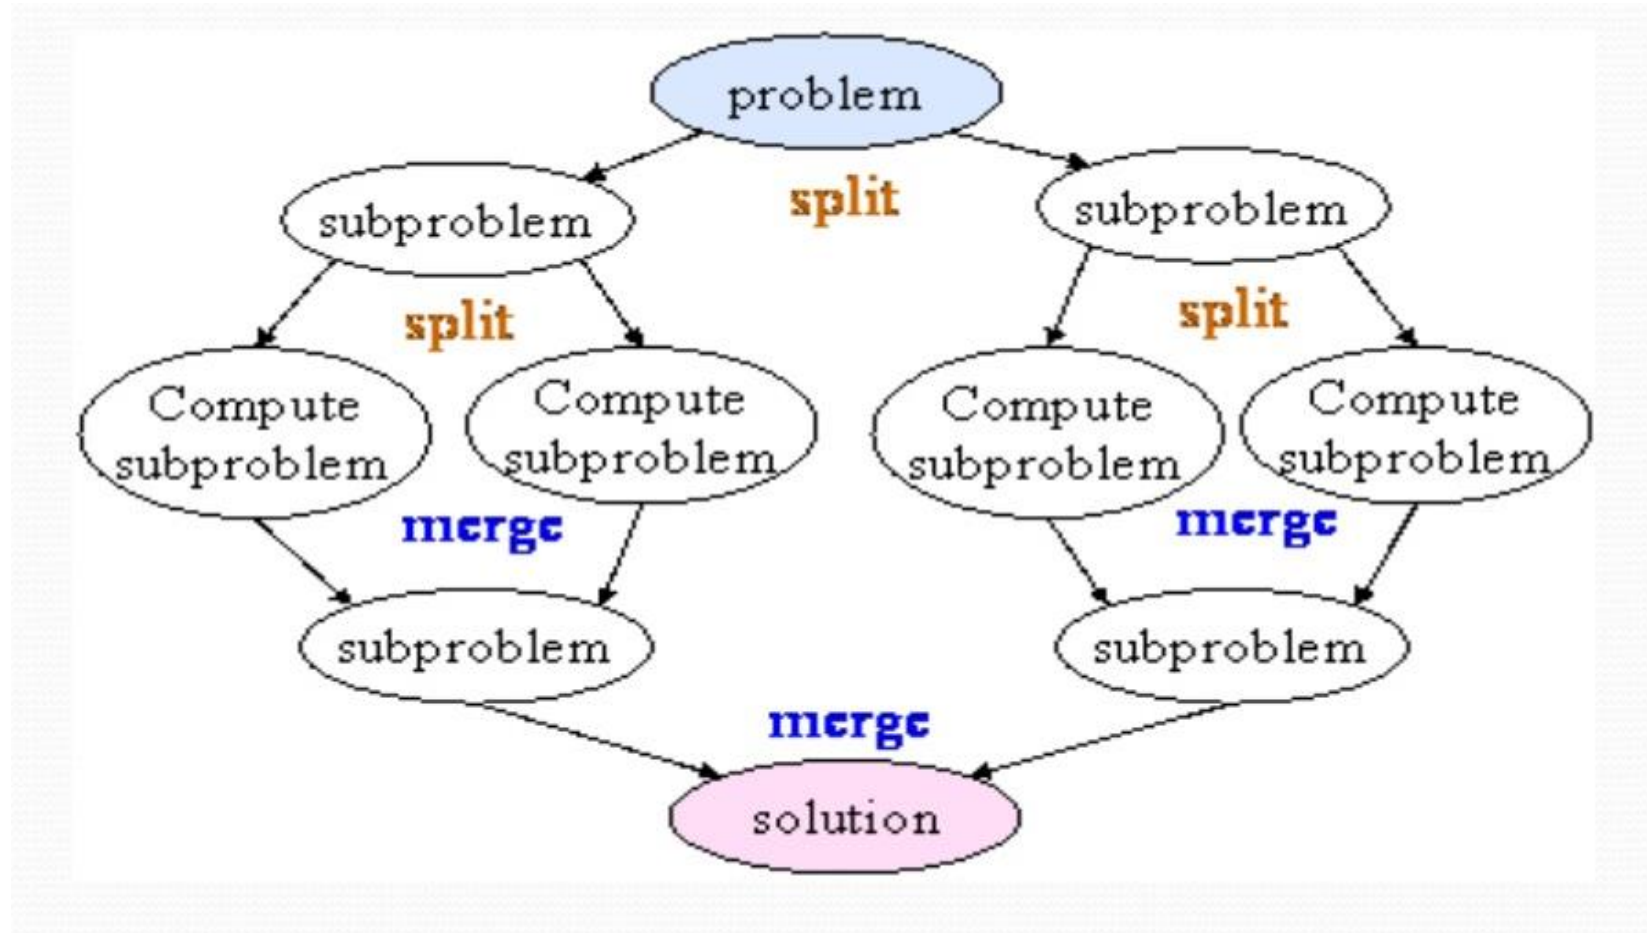 problem
split
subproblem
subproblem
split
split
Compute
subproblem
Compute
subproblem
Compute
subproblem
Compute
subproblem
merge
merge
subproblem
subproblem
merge
solution